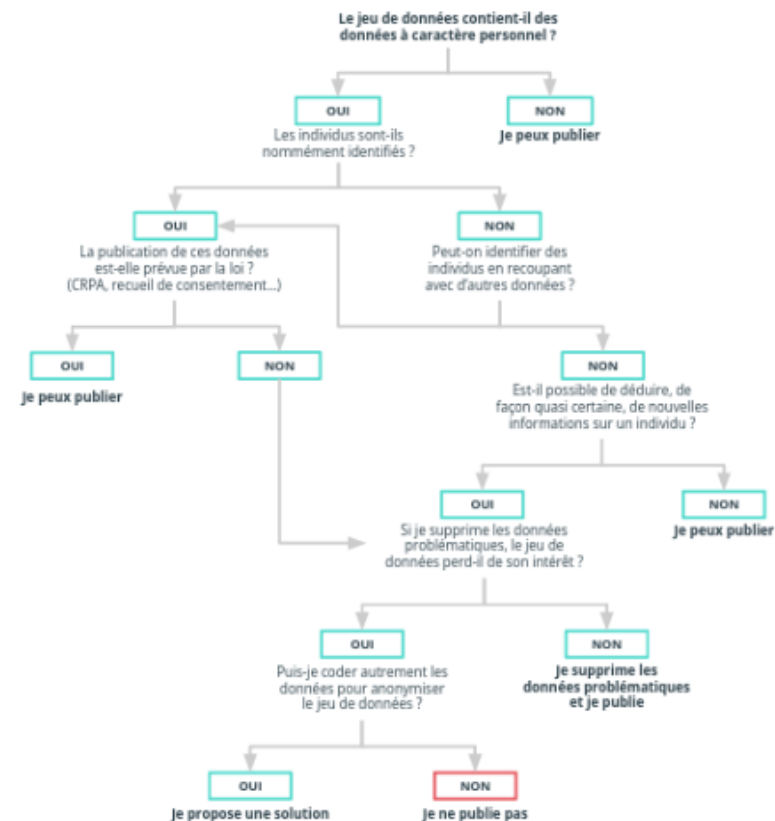 Le jeu de données contient-il des
données à caractère personnel ?
OUI
NON
Les individus sont-ils
nommément identifiés ?
Je peux publier
OUI
NON
La publication de ces données
est-elle prévue par la loi ?
(CRPA, recueil de consentement...)
Peut-on identifier des
individus en recoupant
avec d'autres données ?
OUI
NON
NON
Je peux publier
Est-il possible de déduire, de
façon quasi certaine, de nouvelles
informations sur un individu ?
OUI
NON
Si je supprime les données
problématiques, le jeu de
données perd-il de son intérêt ?
Je peux publier
OUI
NON
Puis-je coder autrement les
données pour anonymiser
le jeu de données ?
Je supprime les
données problématiques
et je publie
OUI
NON
Je propose une solution
Je ne publie pas